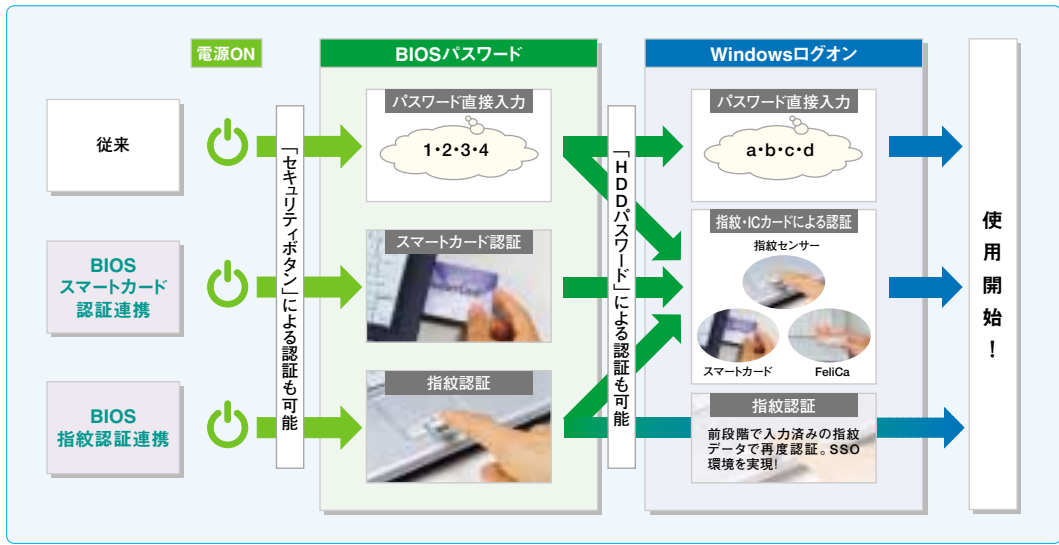 電源ON
BIOSパスワード
Windowsログオン
従来
「セキュリティボタン」による認証も可能
パスワード直接入力
1・2・3・4
「HDDパスワード」による認証も可能
パスワード直接入力
a・b・c・d
使用開始!
BIOS
スマートカード
認証連携
スマートカード認証
指紋・ICカードによる認証
指紋センサー
スマートカード
FeliCa
BIOS
指紋認証連携
指紋認証
指紋認証
前段階で入力済みの指紋
データで再度認証。SSO
環境を実現!